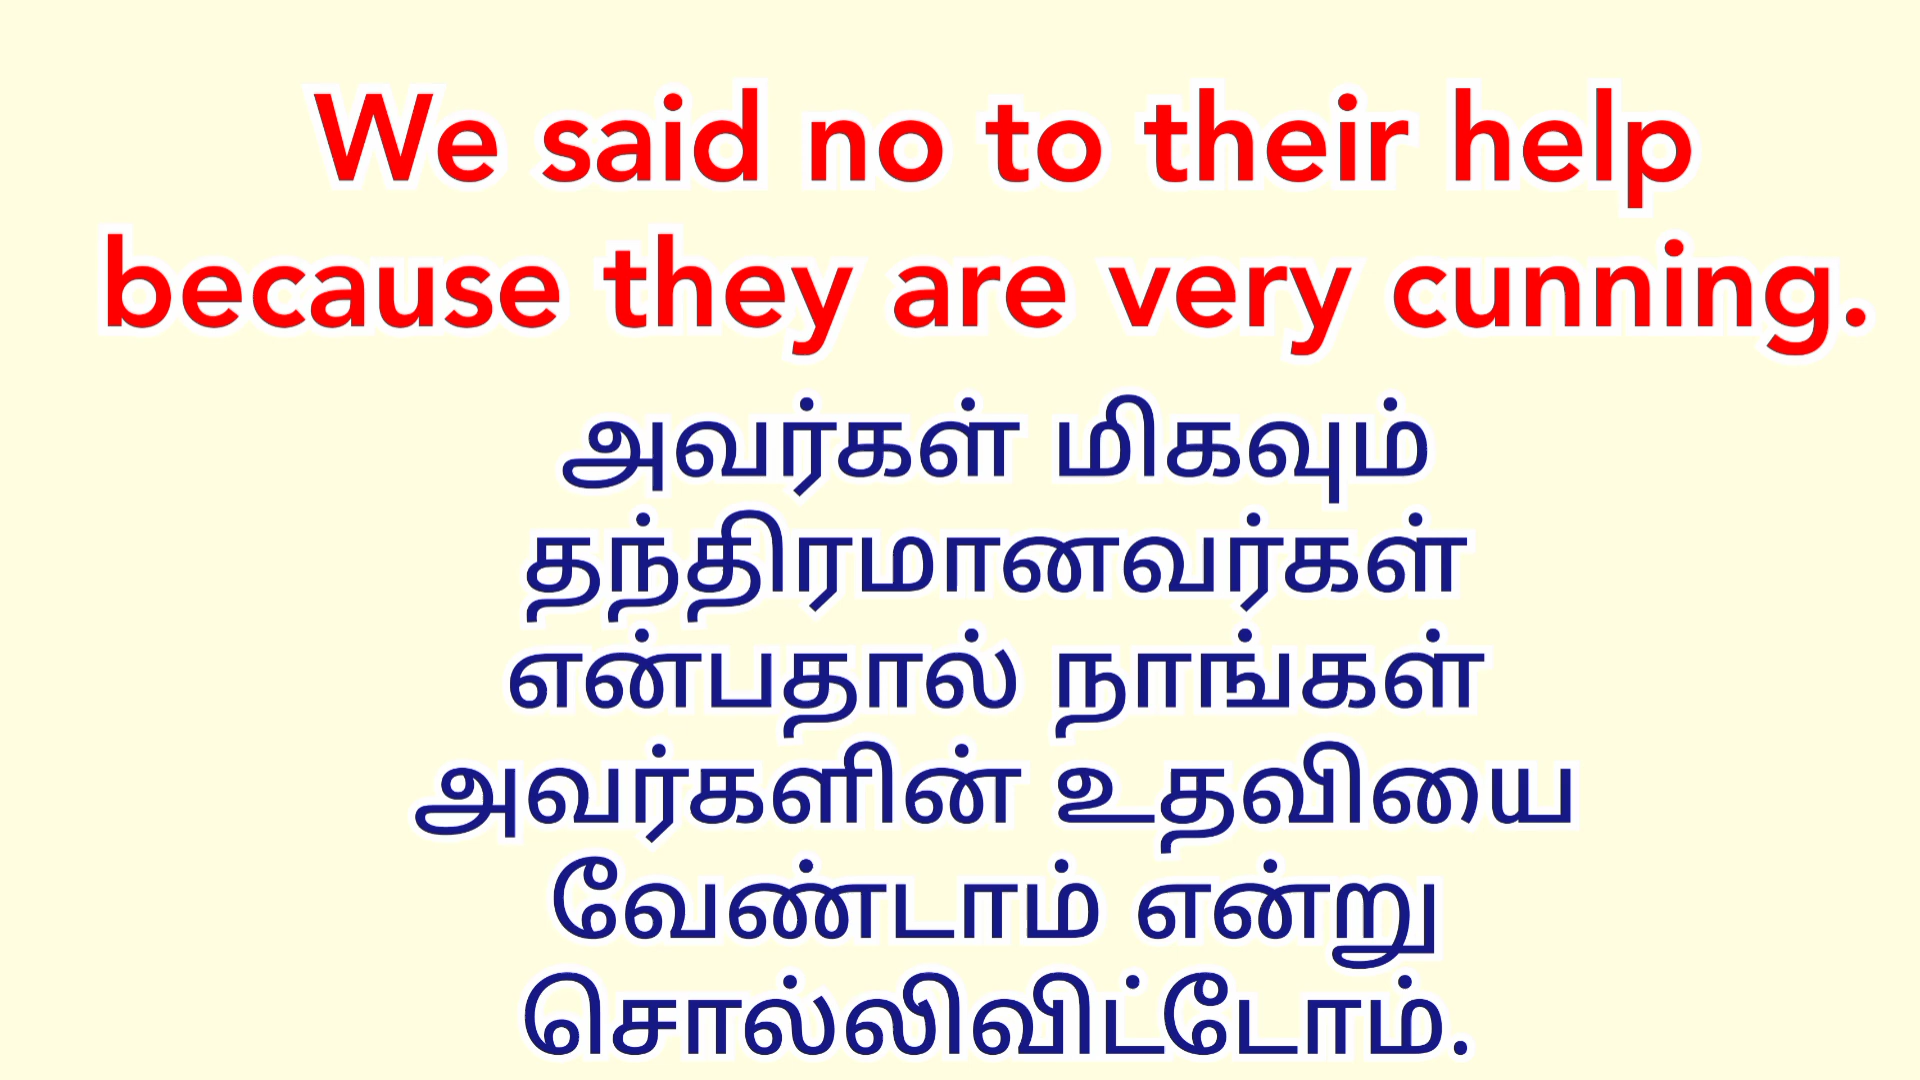 We said no to their help
because they are very cunning.
அவர்கள் மிகவும்
தந்திரமானவர்கள்
என்பதால் நாங்கள்
அவர்களின் உதவியை
வேண்டாம் என்று
சொல்லிவிட்டோம்.